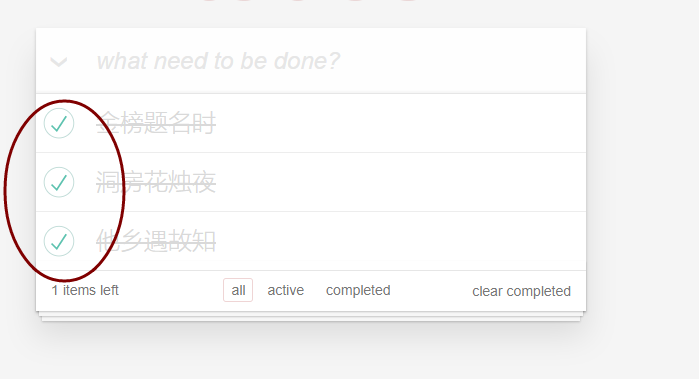 what need to be done?
金榜题名时
洞房花烛夜
他乡遇故知
1 items left all active completed clear completed